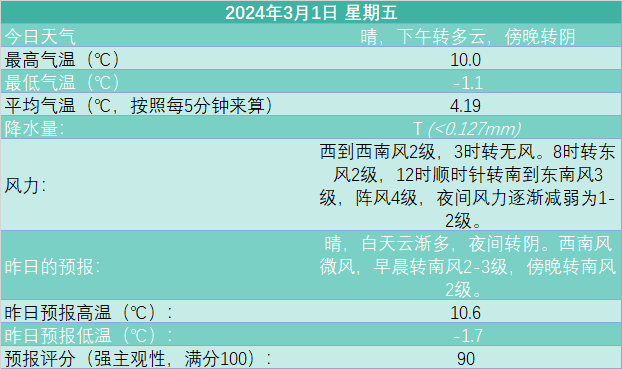 2024年3月1日 星期五
今日天气 晴，下午转多云，傍晚转阴
最高气温（℃） 10.0
最低气温（℃） -1.1
平均气温（℃，按照每5分钟来算） 4.19
降水量： T (<0.127mm)
风力：
西到西南风2级，3时转无风。8时转东
风2级，12时顺时针转南到东南风3
级，阵风4级，夜间风力逐渐减弱为1-
2级。
昨日的预报：
晴，白天云渐多，夜间转阴。西南风
微风，早晨转南风2-3级，傍晚转南风
2级。
昨日预报高温（℃）： 10.6
昨日预报低温（℃）： -1.7
预报评分（强主观性，满分100）： 90